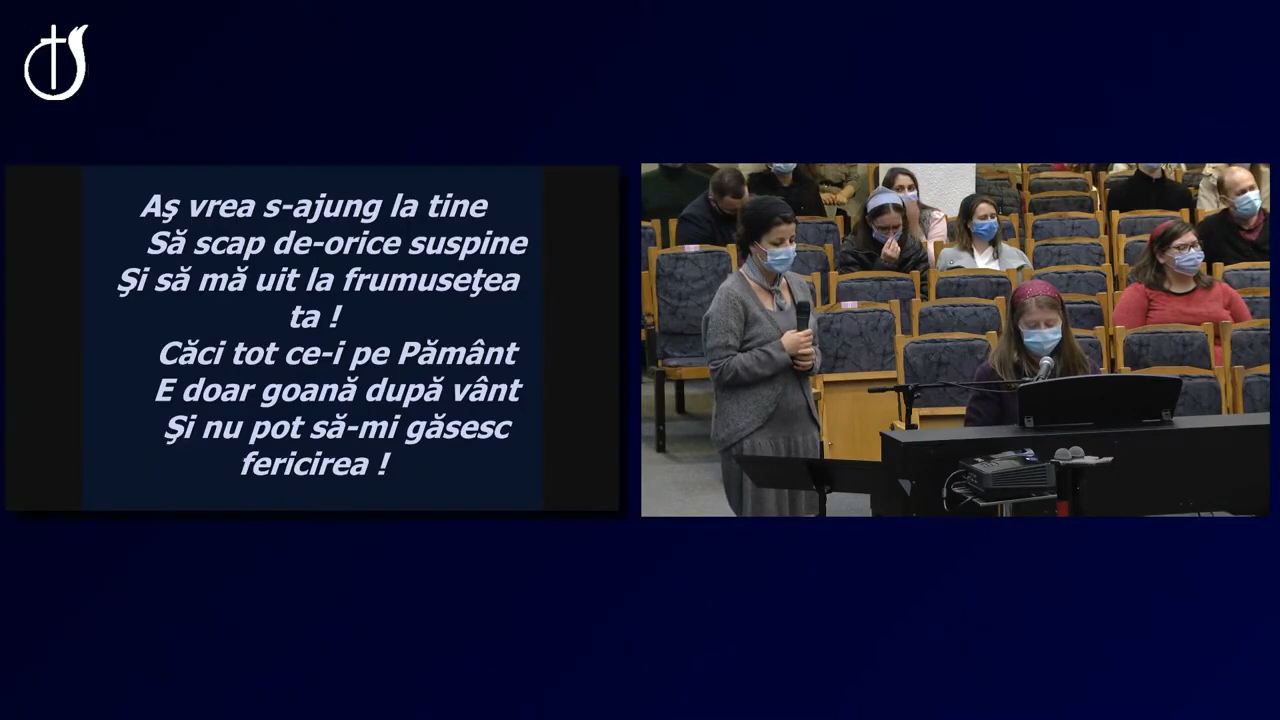 Aş vrea s-ajung la tine
Să scap de-orice suspine
Şi să mă uit la frumuseţea
ta !
Căci tot ce-i pe Pământ
E doar goană după vânt
Şi nu pot să-mi găsesc
fericirea !